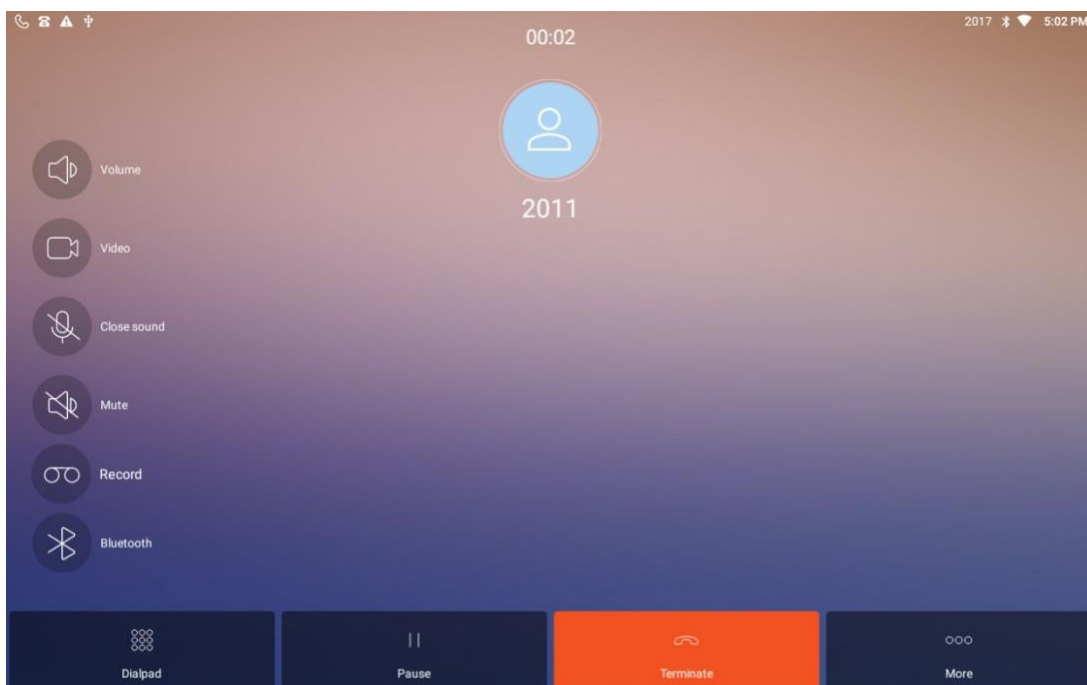 2017 5:02 PM
00:02
2011
Volume
Video
Close sound
Mute
Record
Bluetooth
Dialpad
Pause
Terminate
More